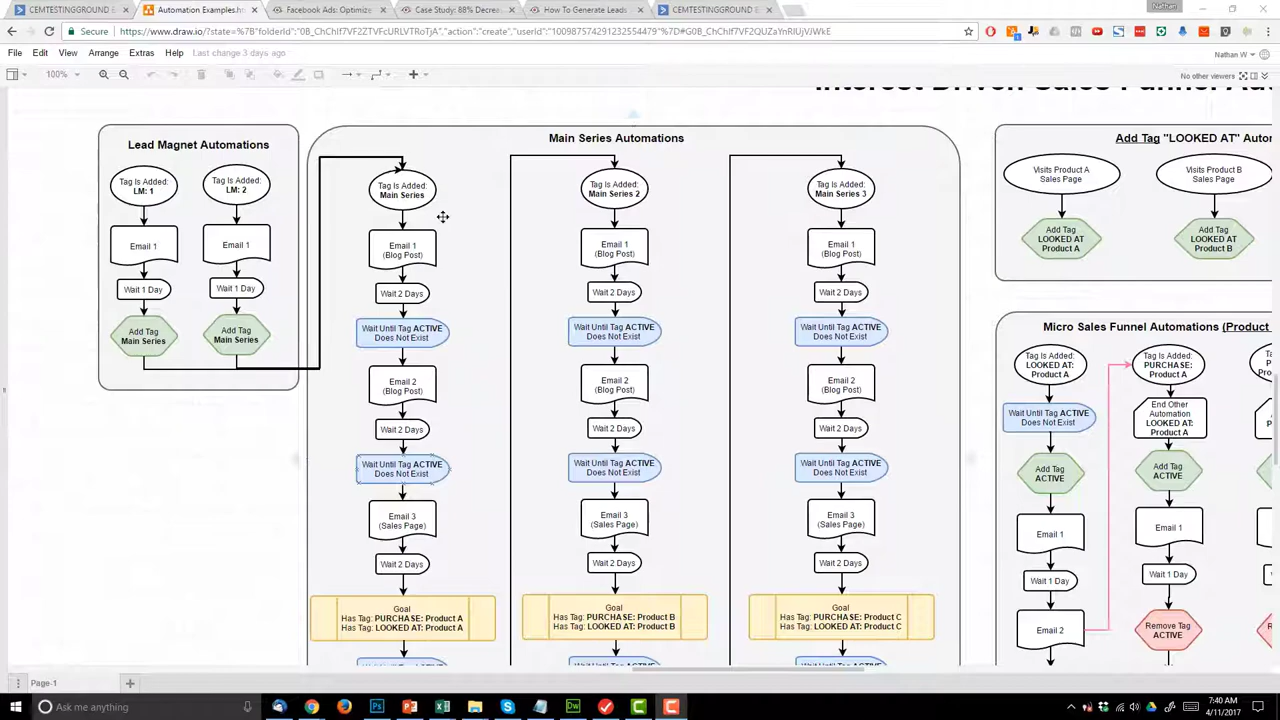 Nathan
CEMTESTINGGROUND E
Automation Examples.ht
Facebook Ads: Optimize
Case Study: 88% Decrea
How To Generate Leads
CEMTESTINGGROUND E
Secure
File Edit View Arrange Extras Help Last change 3 days ago
Nathan W
100%
No other viewers
Interest Driven Sales Funnel Au
Lead Magnet Automations
Tag Is Added:
LM: 1
Tag Is Added:
LM: 2
Email 1
Email 1
Wait 1 Day
Wait 1 Day
Add Tag
Main Series
Add Tag
Main Series
Main Series Automations
Tag Is Added:
Main Series
Email 1
(Blog Post)
Wait 2 Days
Wait Until Tag ACTIVE
Does Not Exist
Email 2
(Blog Post)
Wait 2 Days
Wait Until Tag ACTIVE
Does Not Exist
Email 3
(Sales Page)
Wait 2 Days
Goal
Has Tag: PURCHASE: Product A
Has Tag: LOOKED AT: Product A
Tag Is Added:
Main Series 2
Email 1
(Blog Post)
Wait 2 Days
Wait Until Tag ACTIVE
Does Not Exist
Email 2
(Blog Post)
Wait 2 Days
Wait Until Tag ACTIVE
Does Not Exist
Email 3
(Sales Page)
Wait 2 Days
Goal
Has Tag: PURCHASE: Product B
Has Tag: LOOKED AT: Product B
Tag Is Added:
Main Series 3
Email 1
(Blog Post)
Wait 2 Days
Wait Until Tag ACTIVE
Does Not Exist
Email 2
(Blog Post)
Wait 2 Days
Wait Until Tag ACTIVE
Does Not Exist
Email 3
(Sales Page)
Wait 2 Days
Goal
Has Tag: PURCHASE: Product C
Has Tag: LOOKED AT: Product C
Add Tag "LOOKED AT" Autor
Visits Product A
Sales Page
Visits Product B
Sales Page
Add Tag
LOOKED AT
Product A
Add Tag
LOOKED AT
Product B
Micro Sales Funnel Automations (Product
Tag Is Added:
LOOKED AT:
Product A
Wait Until Tag ACTIVE
Does Not Exist
Add Tag
ACTIVE
Email 1
Wait 1 Day
Email 2
Tag Is Added:
PURCHASE:
Product A
End Other
Automation
LOOKED AT:
Product A
Add Tag
ACTIVE
Email 1
Wait 1 Day
Remove Tag
ACTIVE
Page-1
Ask me anything
7:40 AM
4/11/2017